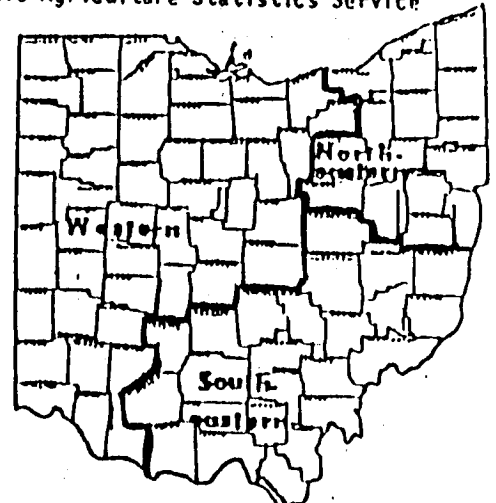 Agriculture Statistics Service
North-
eastern
Western
South
eastern